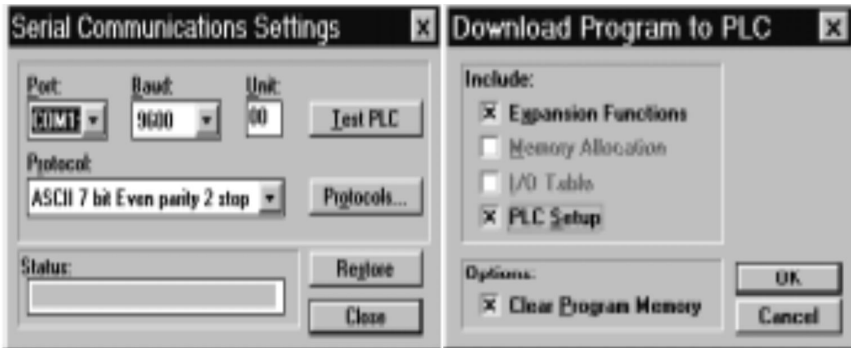 Serial Communications Settings
Port:
Baud:
Unit:
COM1:
9600
00
Test PLC
Protocol:
ASCII 7 bit Even parity 2 stop
Protocols...
Status:
Restore
Close
Download Program to PLC
Include:
Expansion Functions
Memory Allocation
I/O Table
PLC Setup
Options:
Clear Program Memory
OK
Cancel